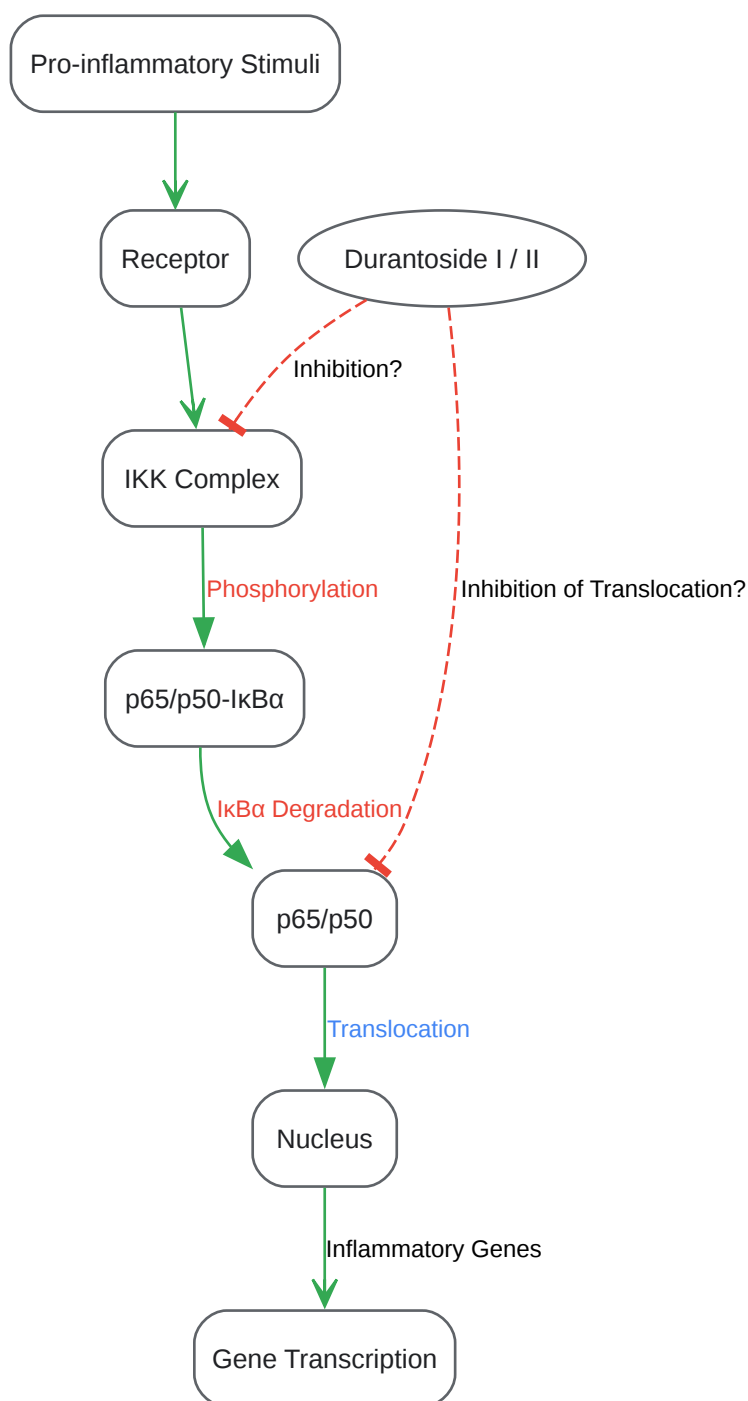 Pro-inflammatory Stimuli
Receptor
Durantoside I / II
Inhibition?
IKK Complex
Phosphorylation
Inhibition of Translocation?
p65/p50-IκBα
IκBα Degradation
p65/p50
Translocation
Nucleus
Inflammatory Genes
Gene Transcription